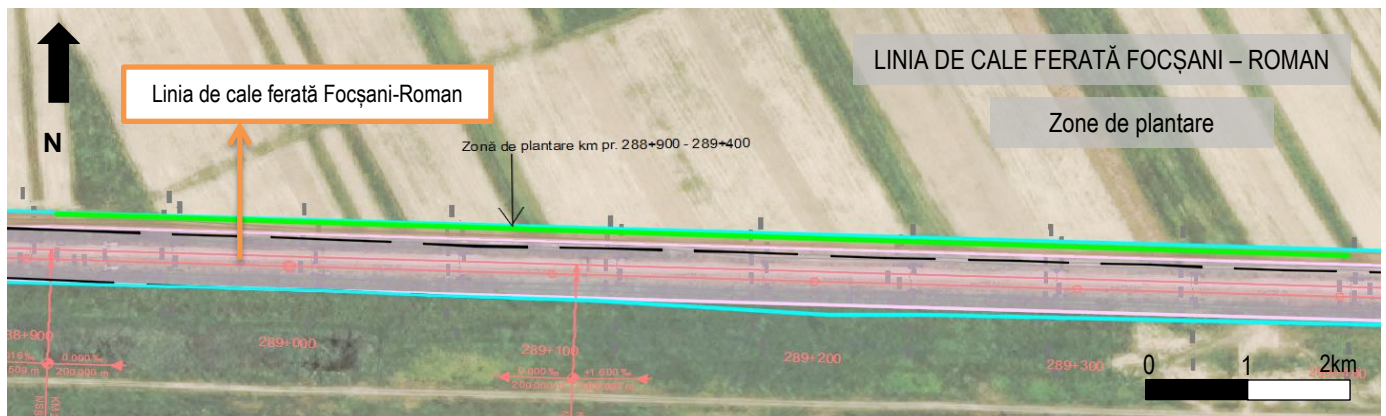 LINIA DE CALE FERATĂ FOCȘANI – ROMAN
Linia de cale ferată Focșani-Roman
Zone de plantare
N
Zonă de plantare km pr. 288+900 - 289+400
289+000
289+100
289+200
289+300
0.000‰
200.000 m
0.000‰
+1.600‰
200.000 m
0 1 2km